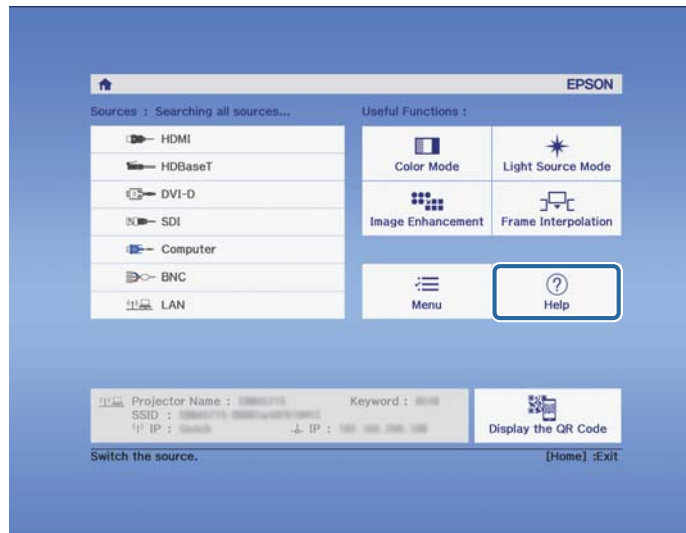 EPSON
Sources : Searching all sources...
Useful Functions :
HDMI
HDBaseT
DVI-D
SDI
Computer
BNC
LAN
Color Mode
Light Source Mode
Image Enhancement
Frame Interpolation
Menu
Help
Projector Name :
Keyword :
SSID :
IP :
IP :
Display the QR Code
Switch the source.
[Home] :Exit